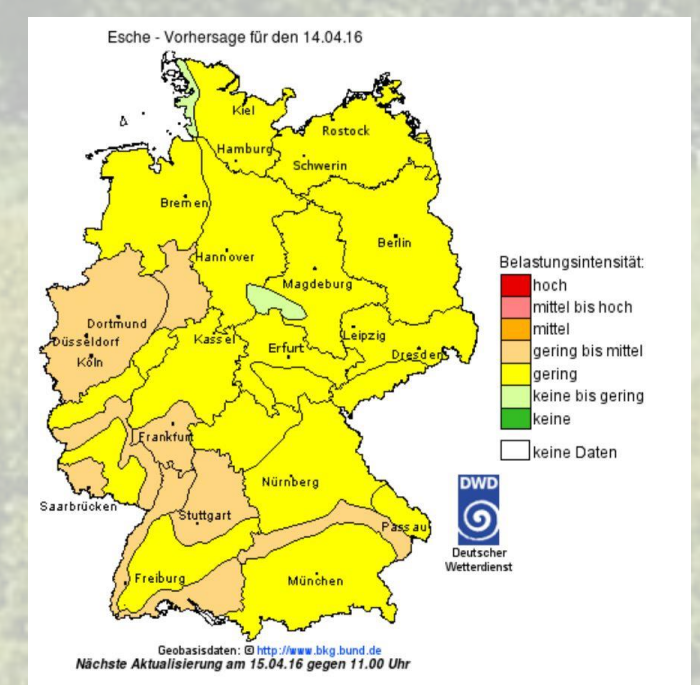 Esche - Vorhersage für den 14.04.16
Kiel
Rostock
Hamburg
Schwerin
Bremen
Berlin
Hannover
Magdeburg
Dortmund
Düsseldorf
Köln
Kassel
Leipzig
Erfurt
Dresden
Frankfurt
Nürnberg
Saarbrücken
Stuttgart
Passau
Freiburg
München
Belastungsintensität:
hoch
mittel bis hoch
mittel
gering bis mittel
gering
keine bis gering
keine
keine Daten
DWD
Deutscher
Wetterdienst
Geobasisdaten: © http://www.bkg.bund.de
Nächste Aktualisierung am 15.04.16 gegen 11.00 Uhr